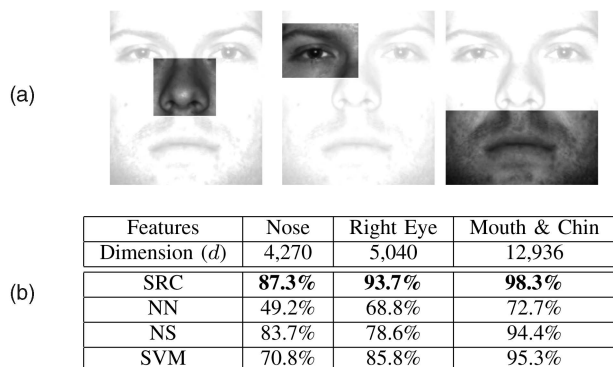 (a)
(b)
Features Nose Right Eye Mouth & Chin
Dimension (d) 4,270 5,040 12,936
SRC 87.3% 93.7% 98.3%
NN 49.2% 68.8% 72.7%
NS 83.7% 78.6% 94.4%
SVM 70.8% 85.8% 95.3%